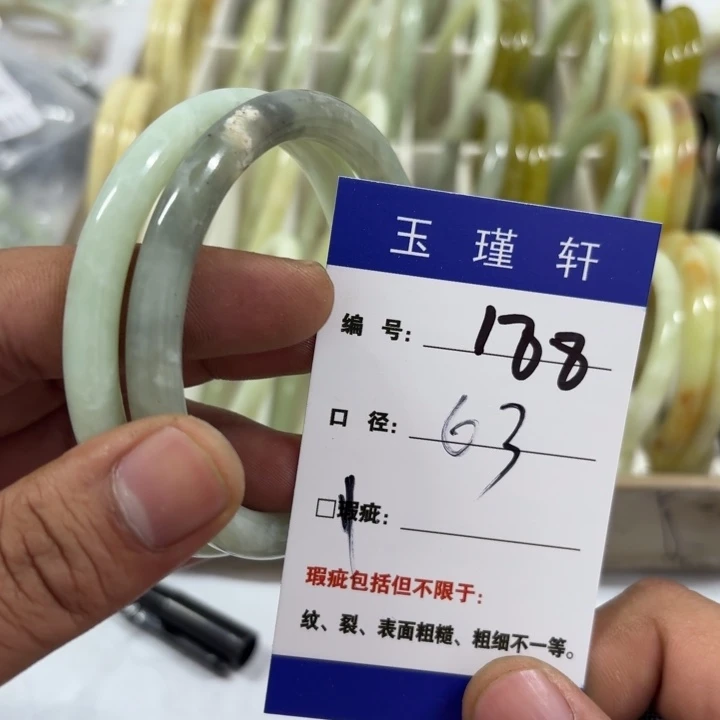 玉瑾轩
编 号: 168
口 径: 63
□瑕疵:
瑕疵包括但不限于:
纹、裂、表面粗糙、粗细不一等。